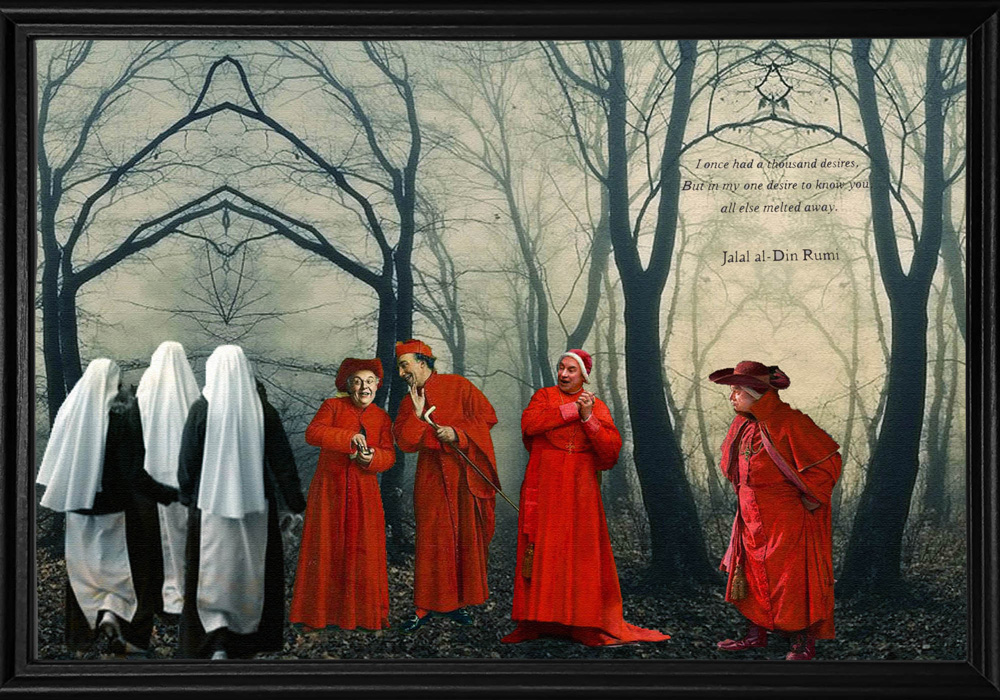 I once had a thousand desires,
But in my one desire to know you
all else melted away.
Jalal al-Din Rumi